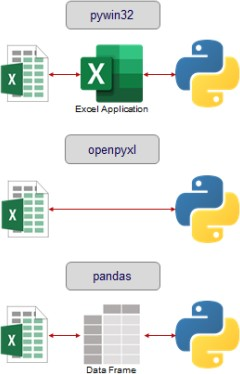 pywin32
Excel Application
openpyxl
pandas
Data Frame